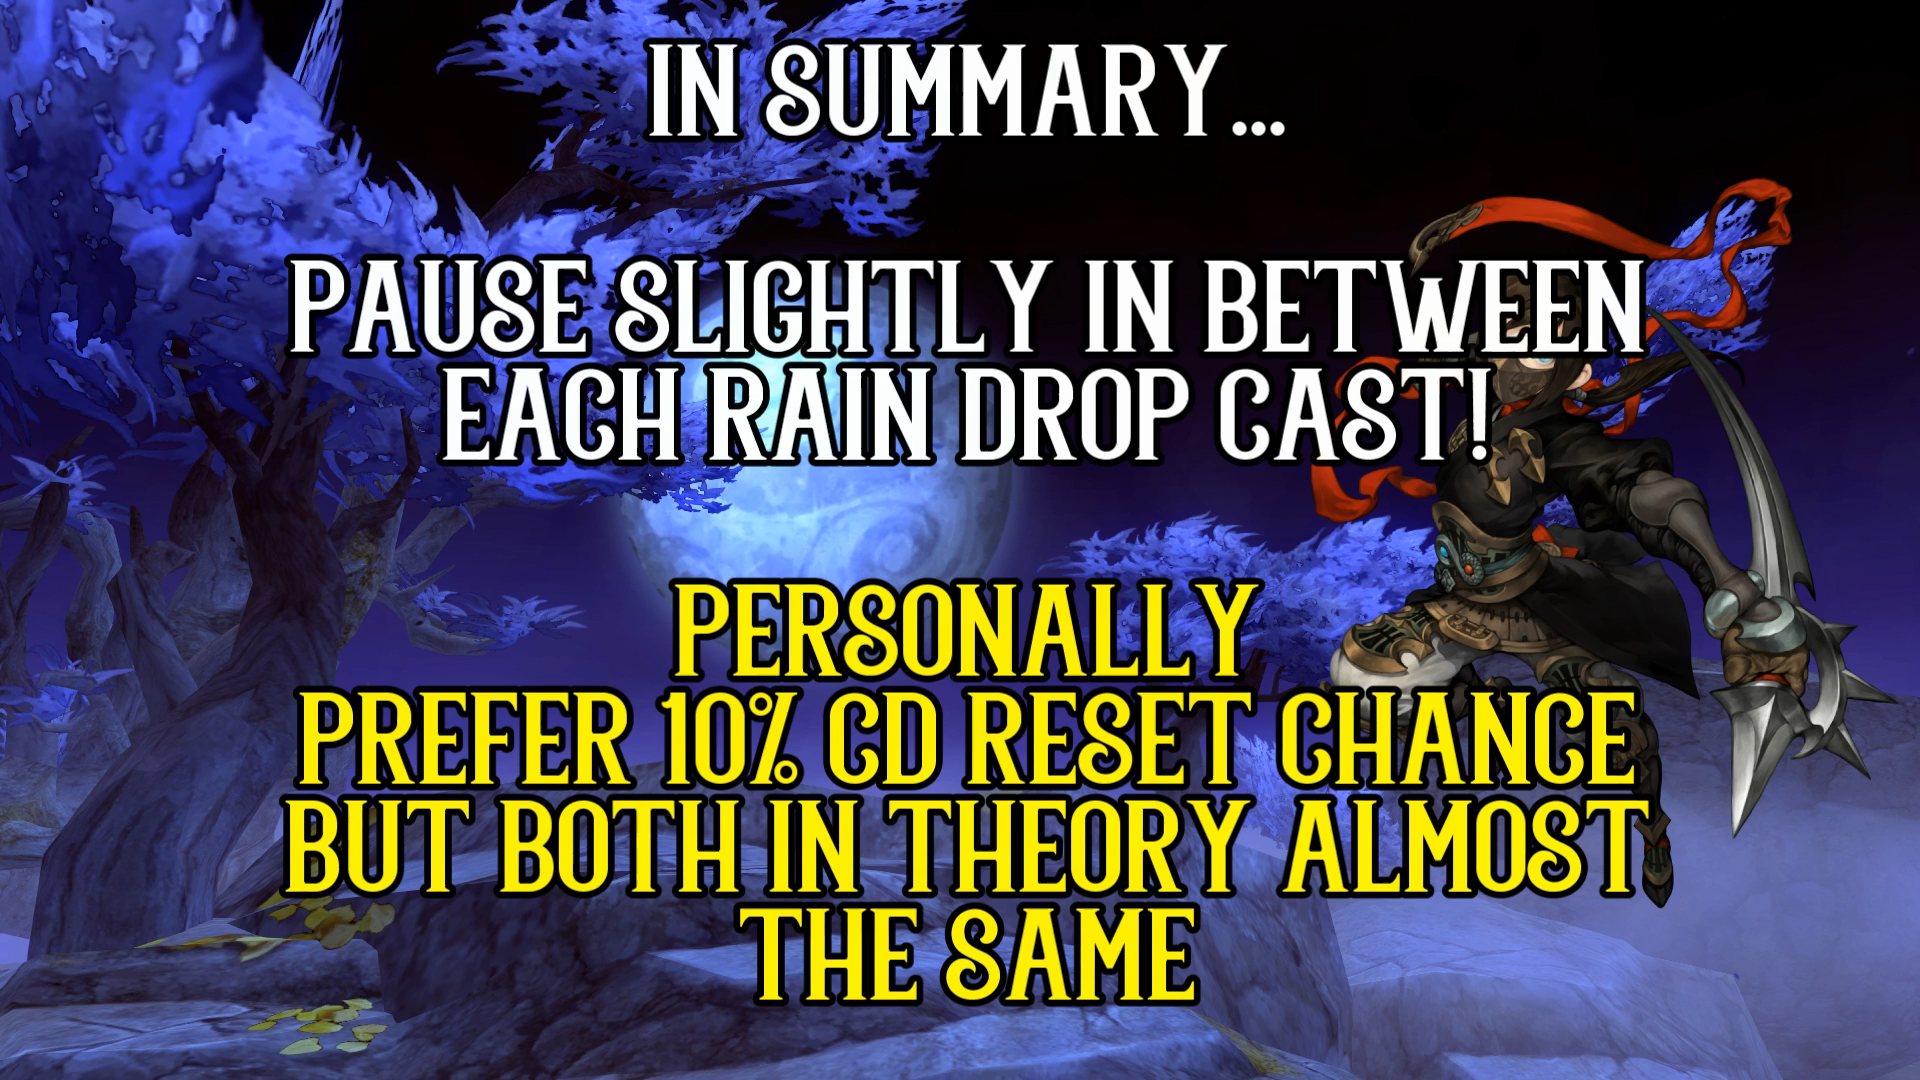 IN SUMMARY...
PAUSE SLIGHTLY IN BETWEEN
EACH RAIN DROP CAST!
PERSONALLY
PREFER 10% CD RESET CHANCE
BUT BOTH IN THEORY ALMOST
THE SAME